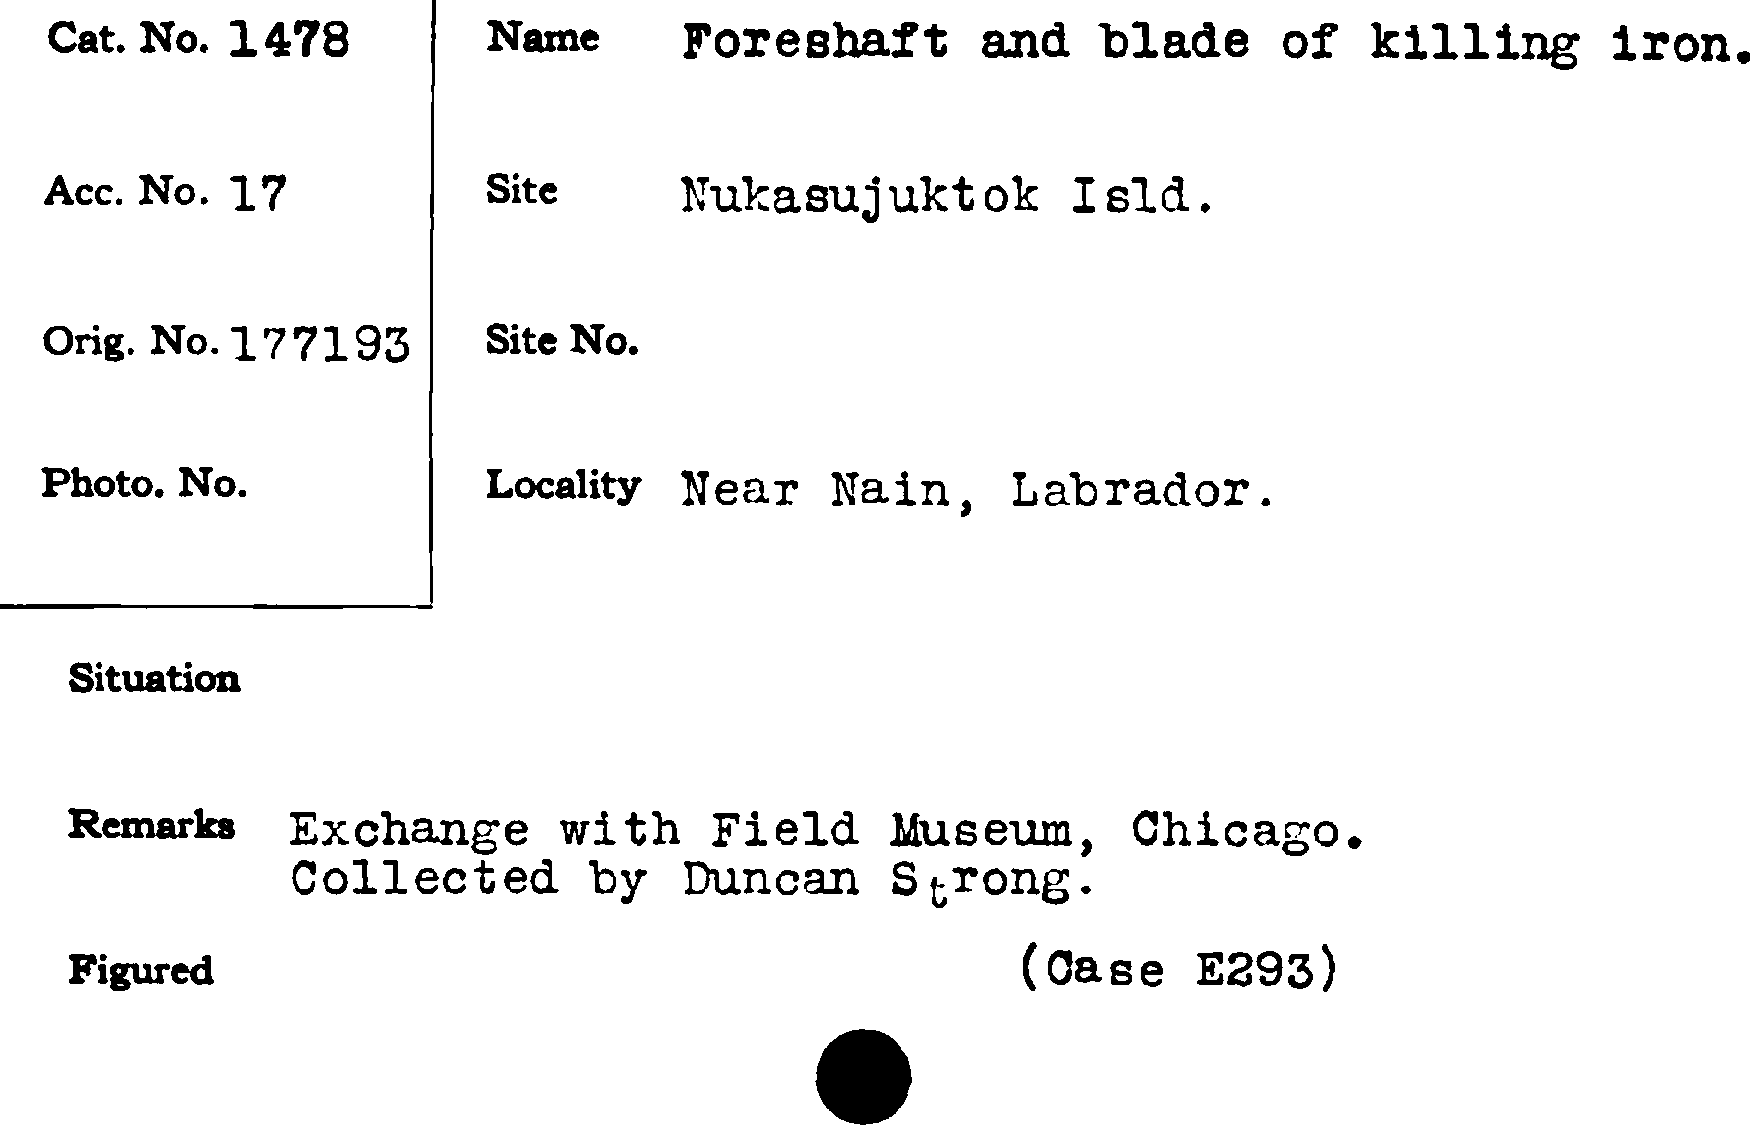 Cat. No. 1478
Name Foreshaft and blade of killing iron.
Acc. No. 17
Site Nukasujuktok Isld.
Orig. No. 177193
Site No.
Photo. No.
Locality Near Nain, Labrador.
Situation
Remarks Exchange with Field Museum, Chicago.
Collected by Duncan Strong.
Figured (Case E293)